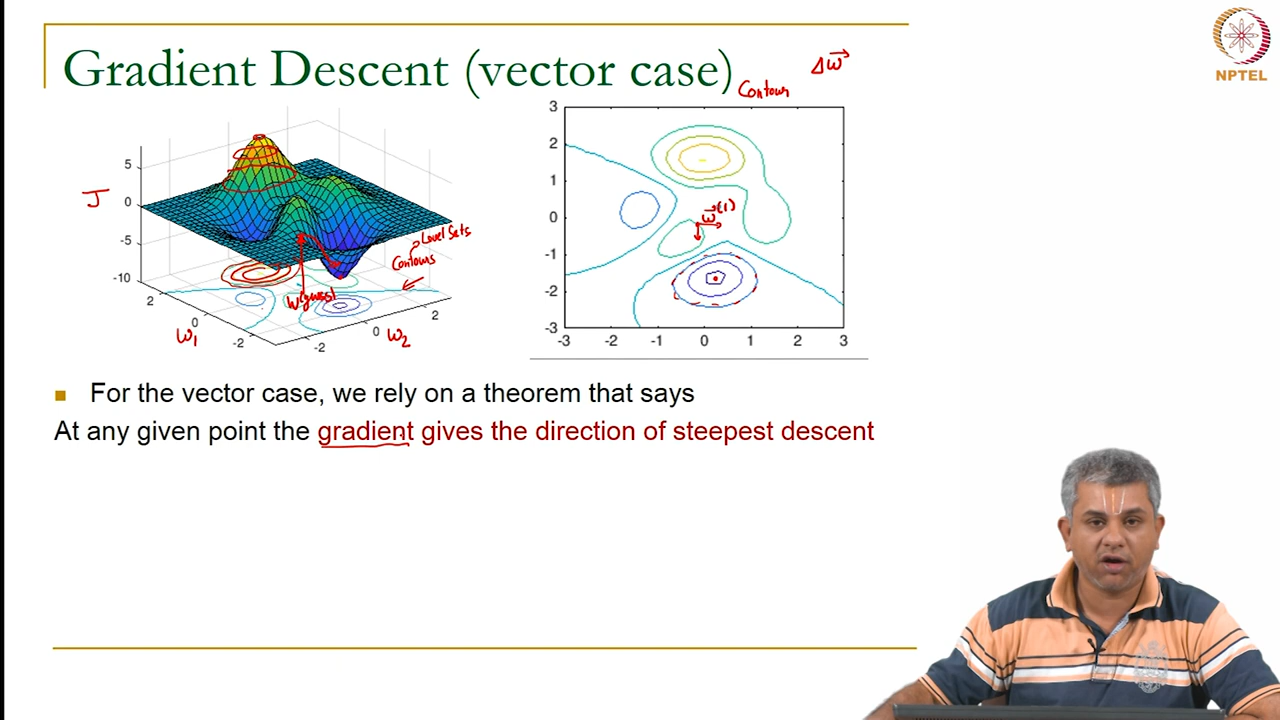 Gradient Descent (vector case)
Δw⃗
NPTEL
Contour
J
5
0
-5
-10
Level Sets
Contours
w(guess)
2
0
-2
w₁
-2
0
2
w₂
3
2
1
0
-1
-2
-3
w⃗(1)
-3
-2
-1
0
1
2
3
For the vector case, we rely on a theorem that says
At any given point the gradient gives the direction of steepest descent